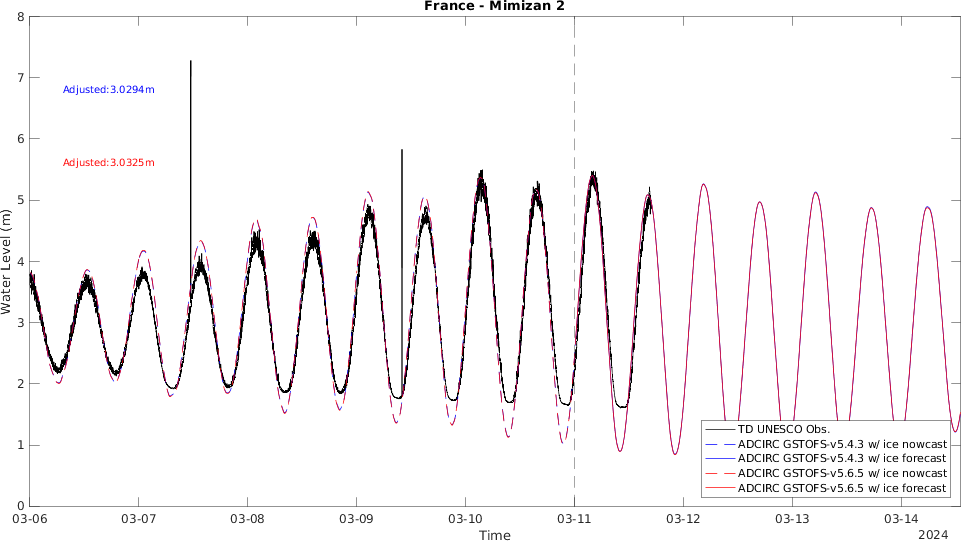 France - Mimizan 2
8
7
6
5
4
3
2
1
0
Water Level (m)
Adjusted:3.0294m
Adjusted:3.0325m
TD UNESCO Obs.
ADCIRC GSTOFS-v5.4.3 w/ ice nowcast
ADCIRC GSTOFS-v5.4.3 w/ ice forecast
ADCIRC GSTOFS-v5.6.5 w/ ice nowcast
ADCIRC GSTOFS-v5.6.5 w/ ice forecast
03-06 03-07 03-08 03-09 03-10 03-11 03-12 03-13 03-14
Time
2024